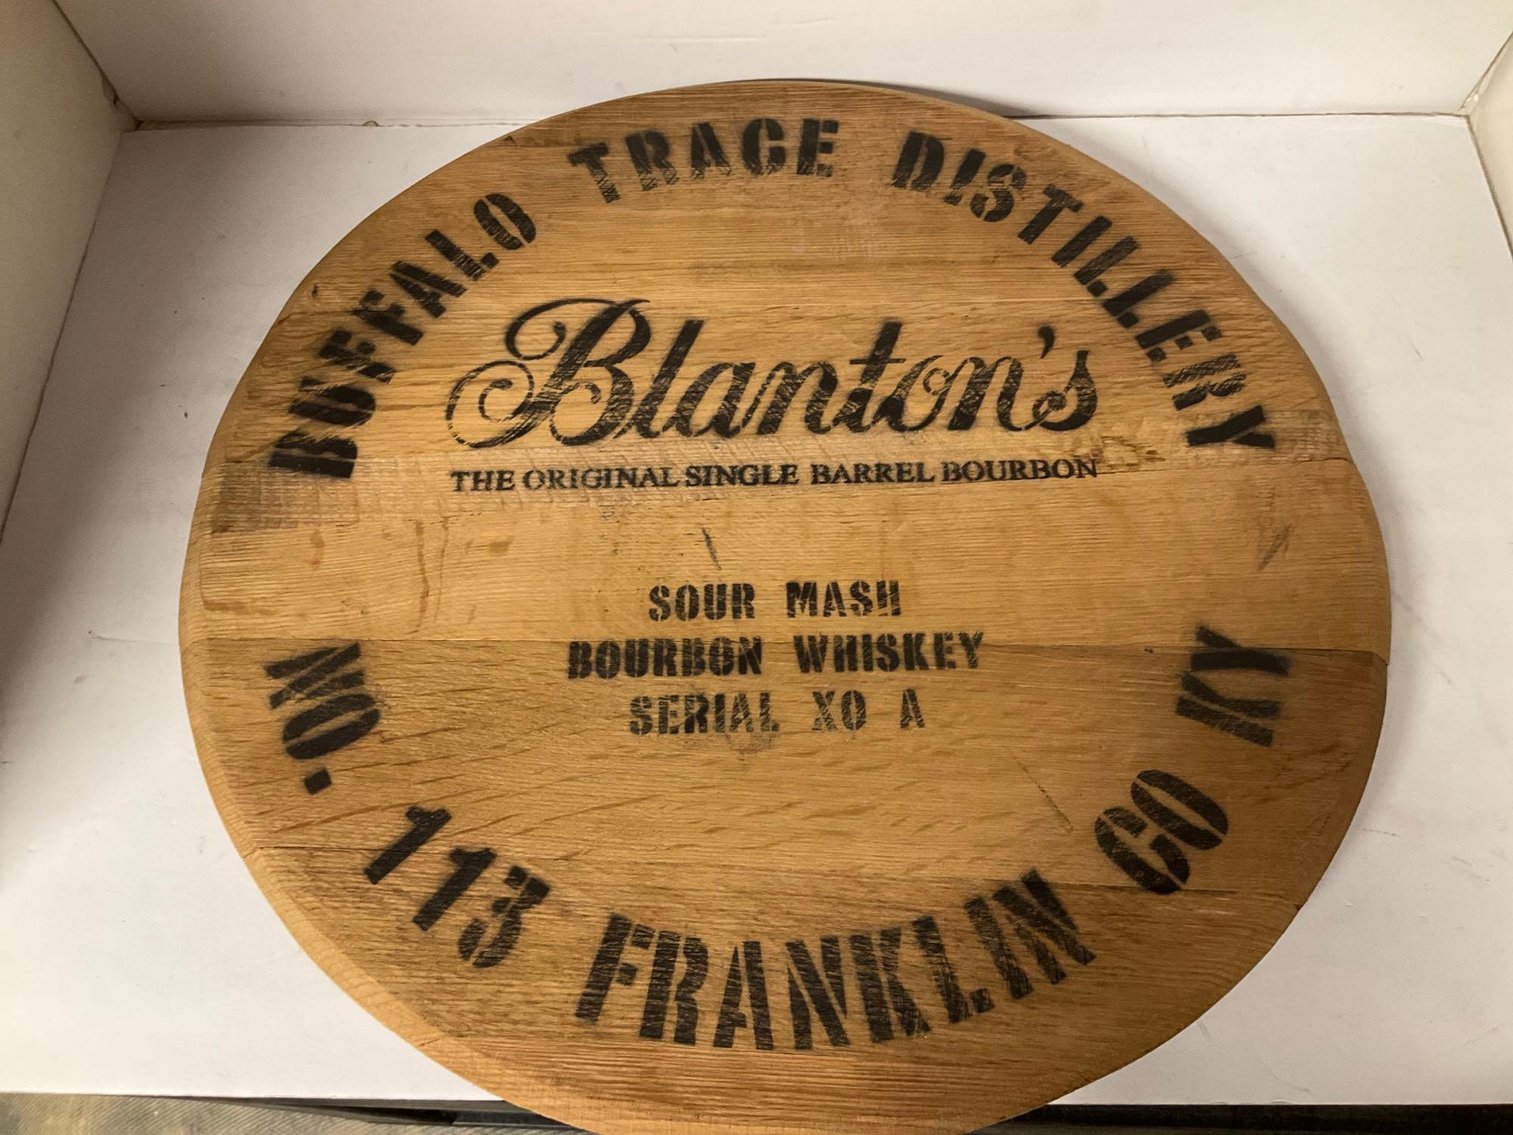 BUFFALO TRACE DISTILLERY
Blanton's
THE ORIGINAL SINGLE BARREL BOURBON
SOUR MASH
BOURBON WHISKEY
SERIAL XO A
NO. 113 FRANKLIN CO KY